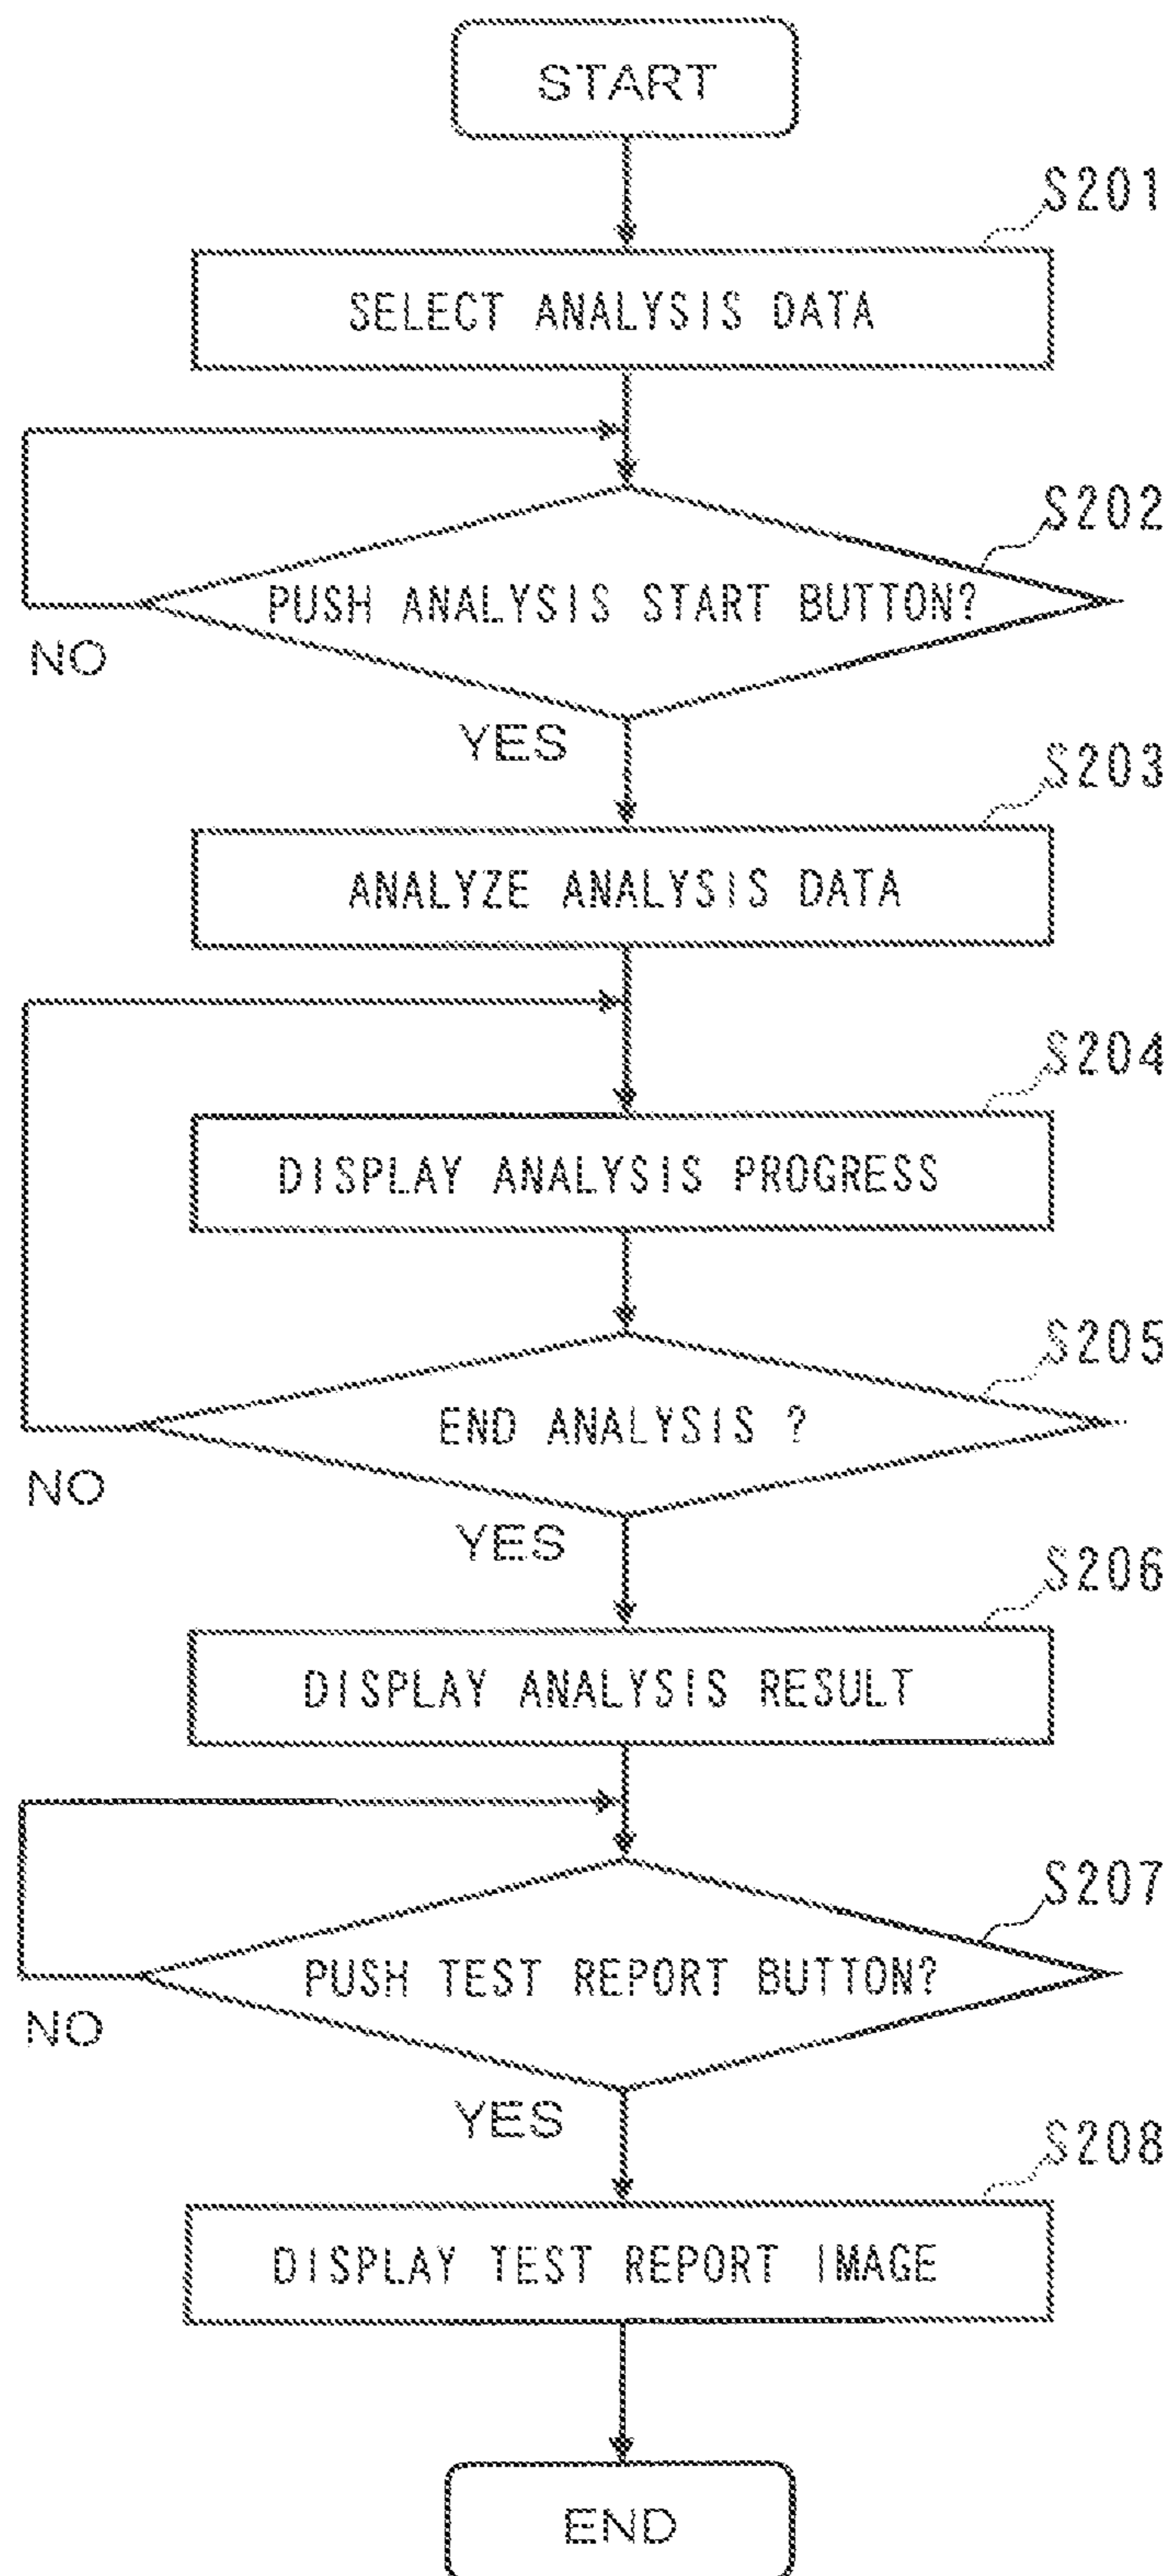 START
S201
SELECT ANALYSIS DATA
S202
PUSH ANALYSIS START BUTTON?
NO
YES
S203
ANALYZE ANALYSIS DATA
S204
DISPLAY ANALYSIS PROGRESS
S205
END ANALYSIS ?
NO
YES
S206
DISPLAY ANALYSIS RESULT
S207
PUSH TEST REPORT BUTTON?
NO
YES
S208
DISPLAY TEST REPORT IMAGE
END